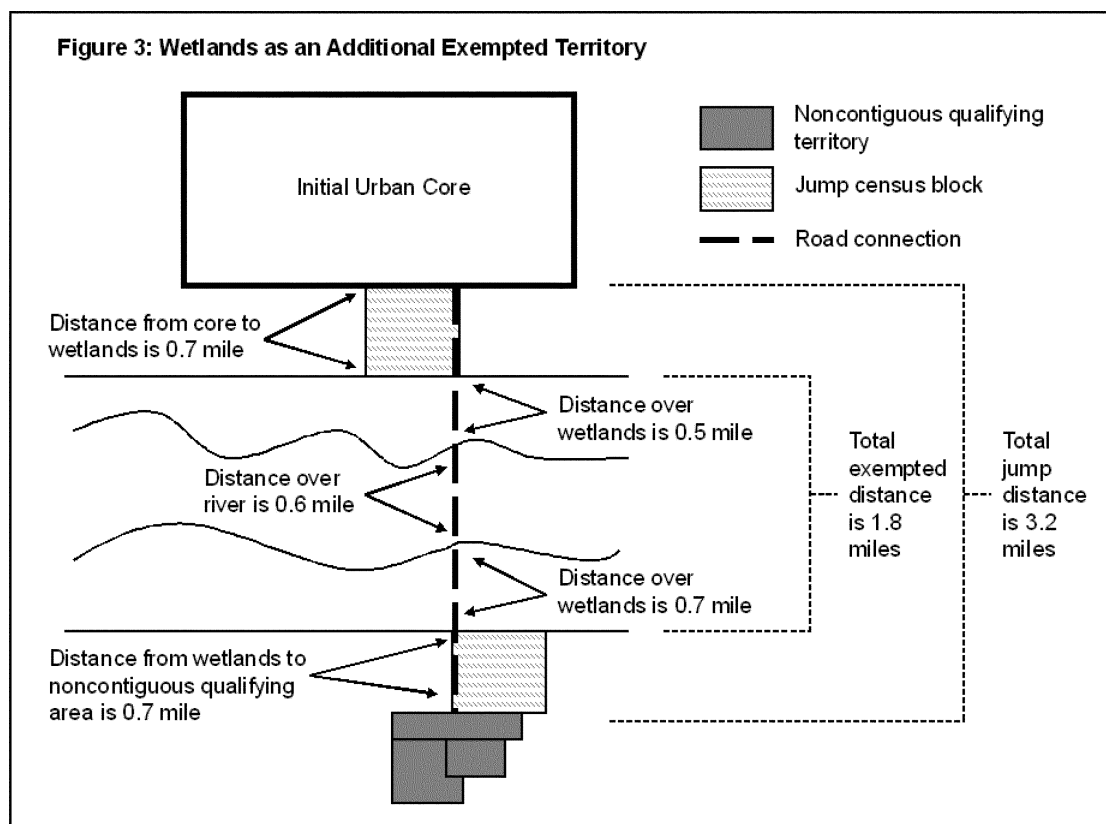 Figure 3: Wetlands as an Additional Exempted Territory
Initial Urban Core
Noncontiguous qualifying
territory
Jump census block
Road connection
Distance from core to
wetlands is 0.7 mile
Distance over
wetlands is 0.5 mile
Distance over
river is 0.6 mile
Distance over
wetlands is 0.7 mile
Distance from wetlands to
noncontiguous qualifying
area is 0.7 mile
Total
exempted
distance
is 1.8
miles
Total
jump
distance
is 3.2
miles